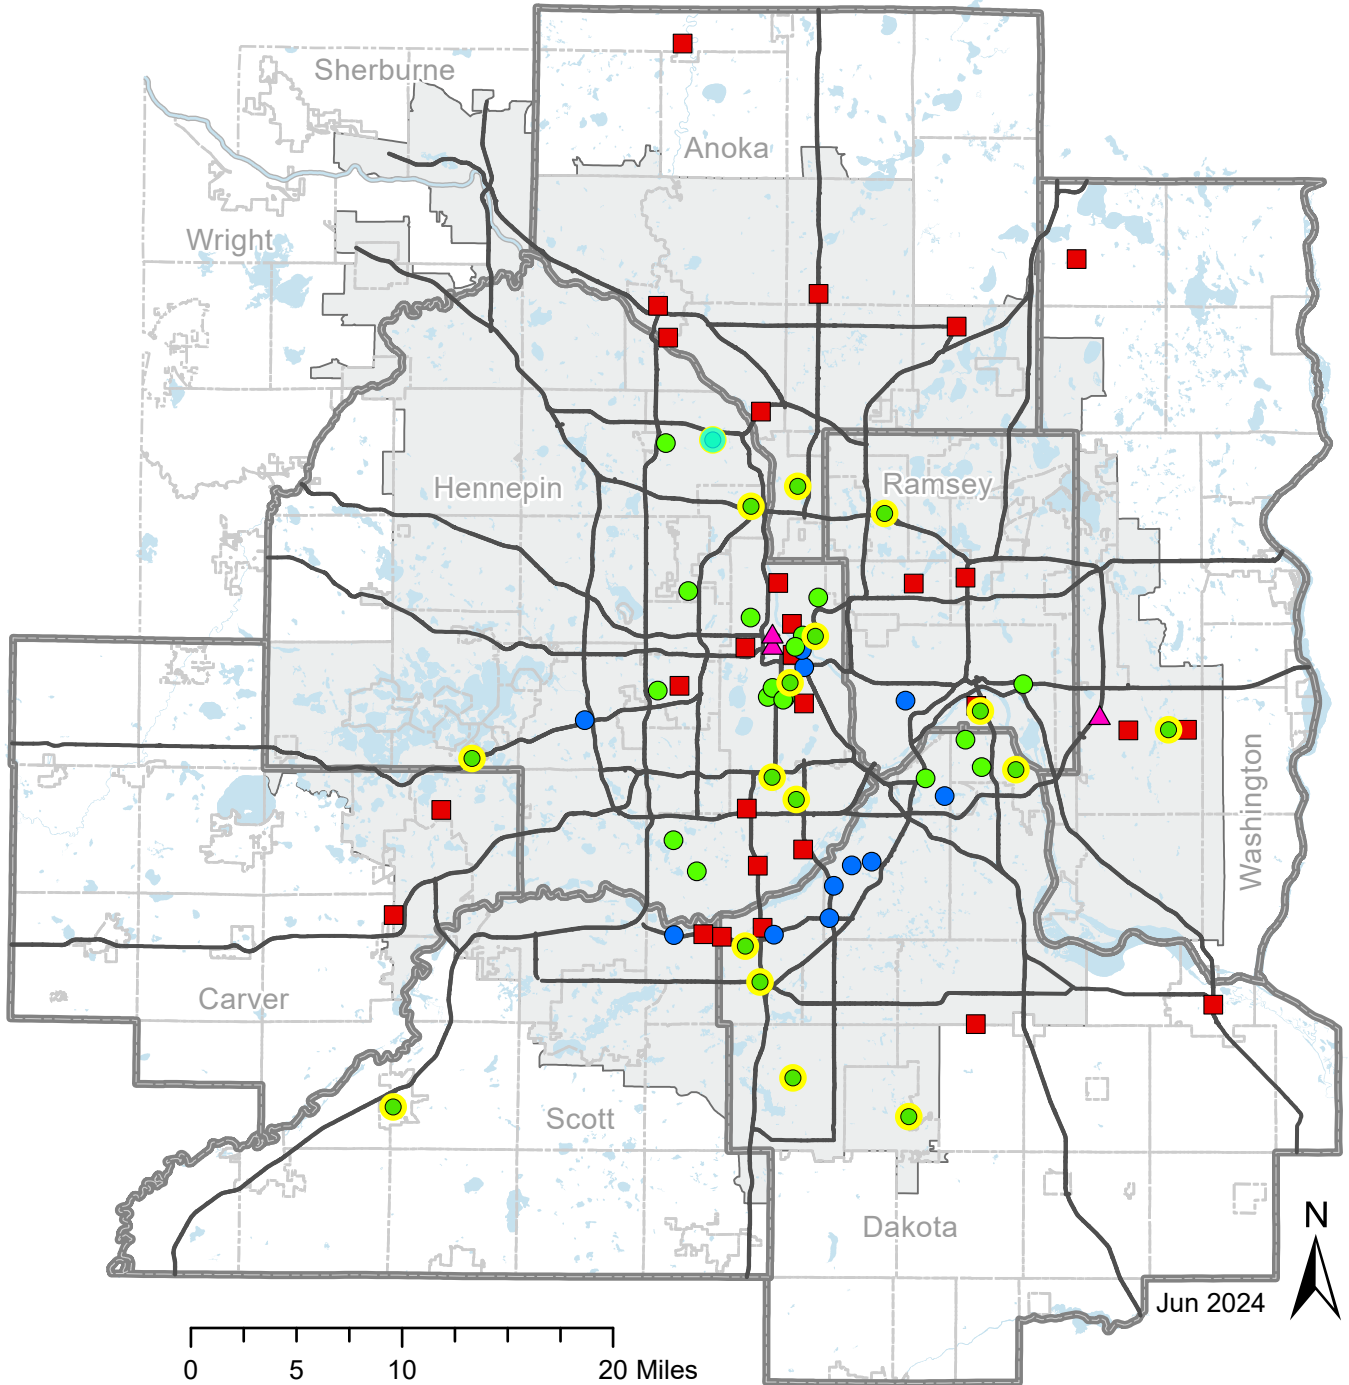 Sherburne
Anoka
Wright
Hennepin
Ramsey
Washington
Carver
Scott
Dakota
N
Jun 2024
0 5 10 20 Miles